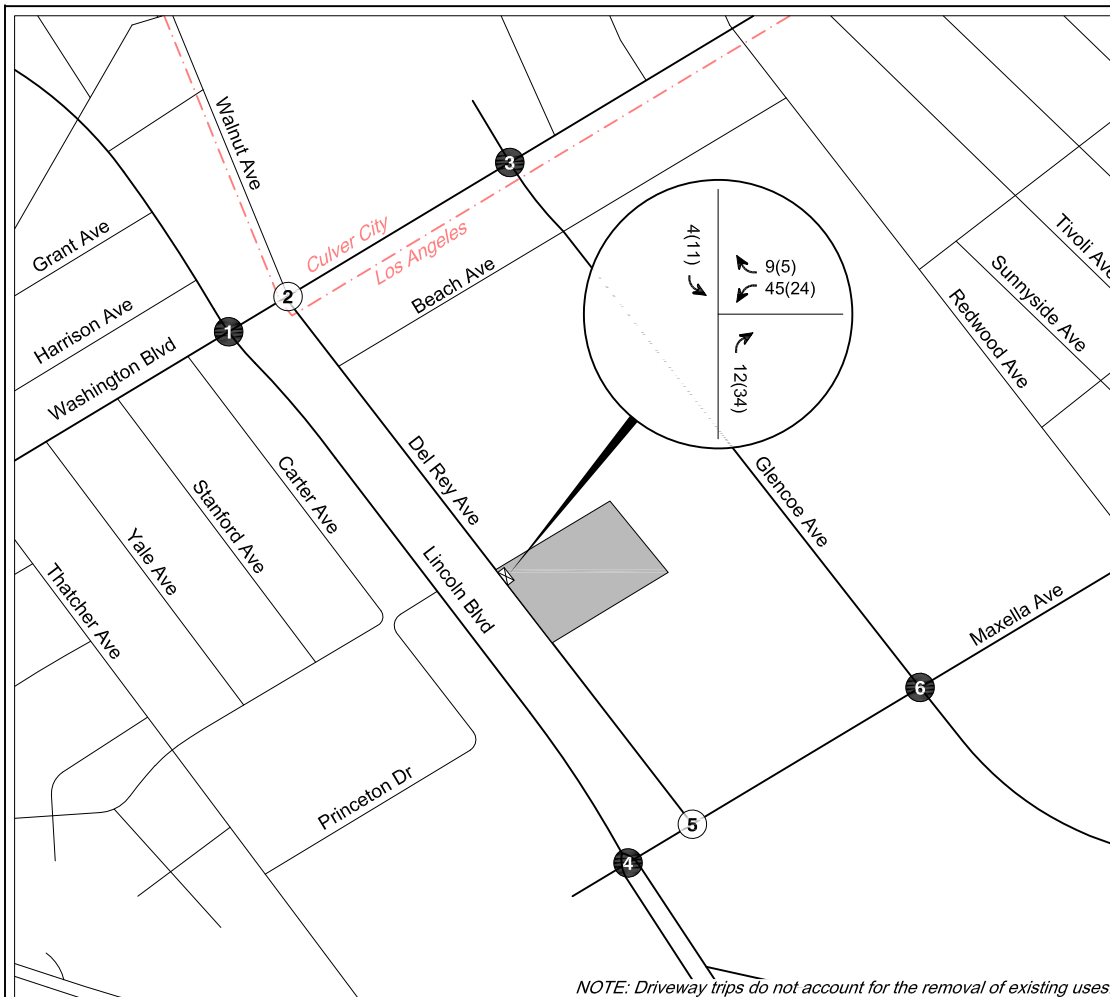 Walnut Ave
3
Grant Ave
Culver City
Los Angeles
Tivoli Ave
4(11)
9(5)
45(24)
Beach Ave
Sunnyside Ave
2
Harrison Ave
1
Redwood Ave
Washington Blvd
12(34)
Del Rey Ave
Glencoe Ave
Carter Ave
Stanford Ave
Yale Ave
Lincoln Blvd
Thatcher Ave
Maxella Ave
6
Princeton Dr
5
4
NOTE: Driveway trips do not account for the removal of existing uses